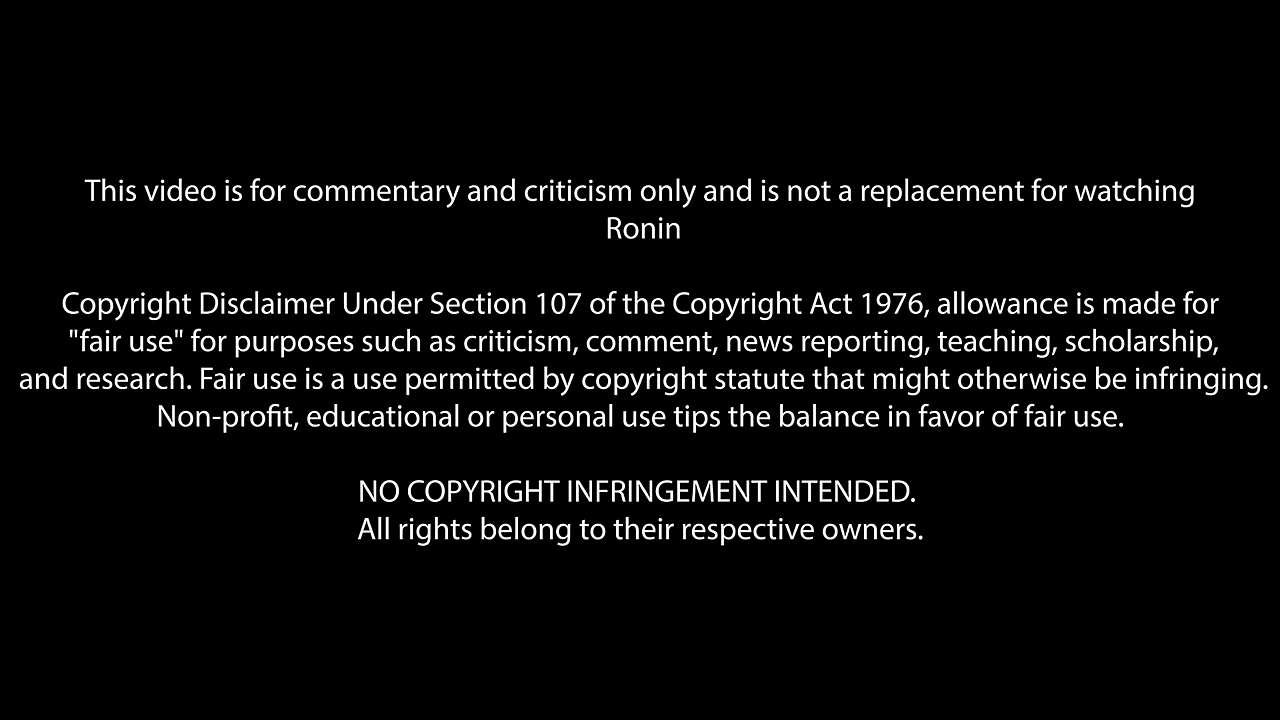 This video is for commentary and criticism only and is not a replacement for watching
Ronin
Copyright Disclaimer Under Section 107 of the Copyright Act 1976, allowance is made for
"fair use" for purposes such as criticism, comment, news reporting, teaching, scholarship,
and research. Fair use is a use permitted by copyright statute that might otherwise be infringing.
Non-profit, educational or personal use tips the balance in favor of fair use.
NO COPYRIGHT INFRINGEMENT INTENDED.
All rights belong to their respective owners.